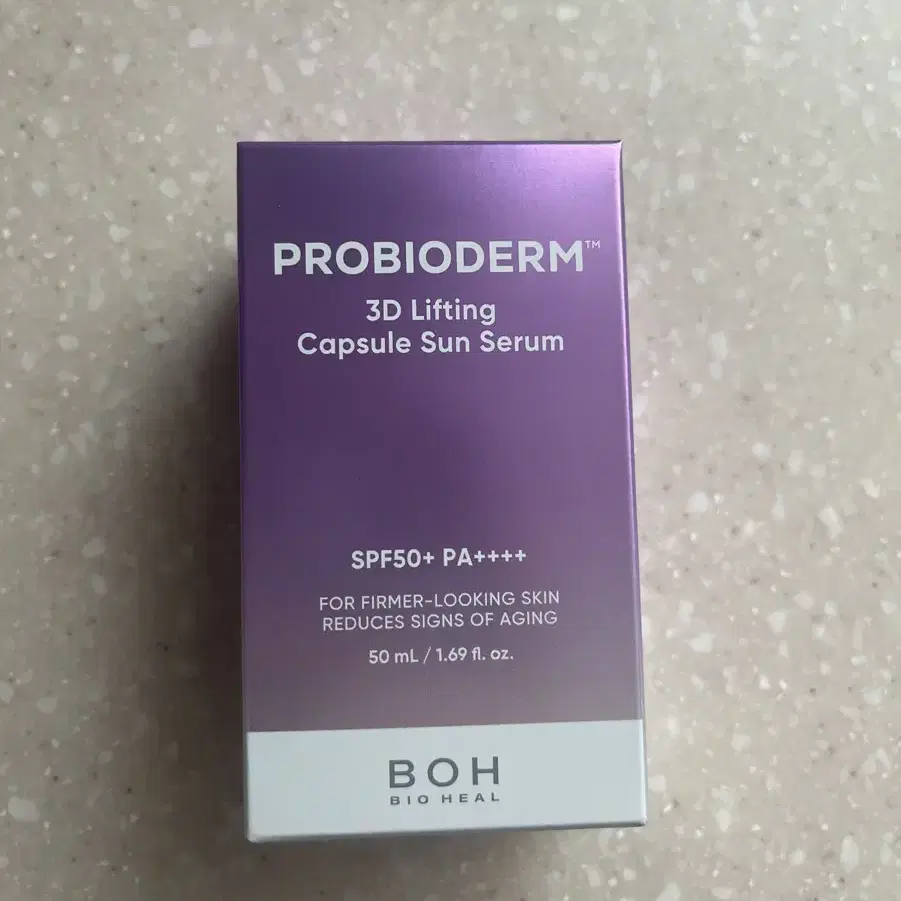 PROBIODERM™
3D Lifting
Capsule Sun Serum
SPF50+ PA++++
FOR FIRMER-LOOKING SKIN
REDUCES SIGNS OF AGING
50 mL / 1.69 fl. oz.
BOH
BIO HEAL